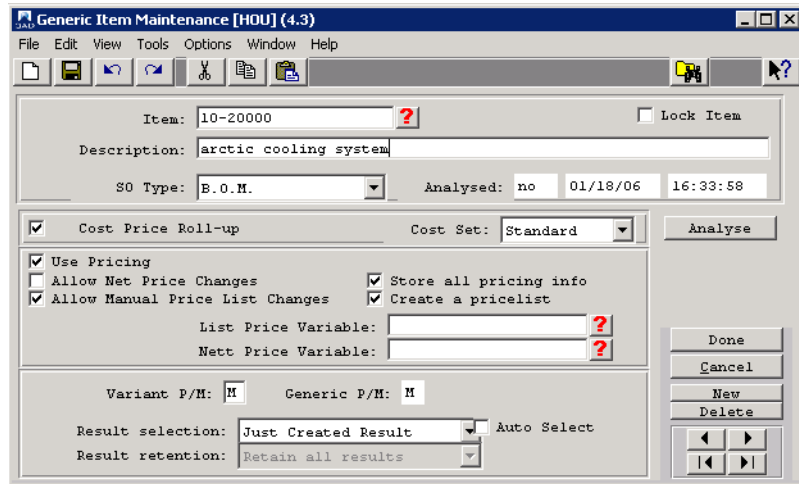 Generic Item Maintenance [HOU] (4.3)
File Edit View Tools Options Window Help
Item: 10-20000 ? Lock Item
Description: arctic cooling system
SO Type: B.O.M. Analysed: no 01/18/06 16:33:58
Cost Price Roll-up Cost Set: Standard Analyse
Use Pricing
Allow Net Price Changes Store all pricing info
Allow Manual Price List Changes Create a pricelist
List Price Variable: ?
Nett Price Variable: ?
Done
Cancel
Variant P/M: M Generic P/M: M New
Delete
Result selection: Just Created Result Auto Select
Result retention: Retain all results